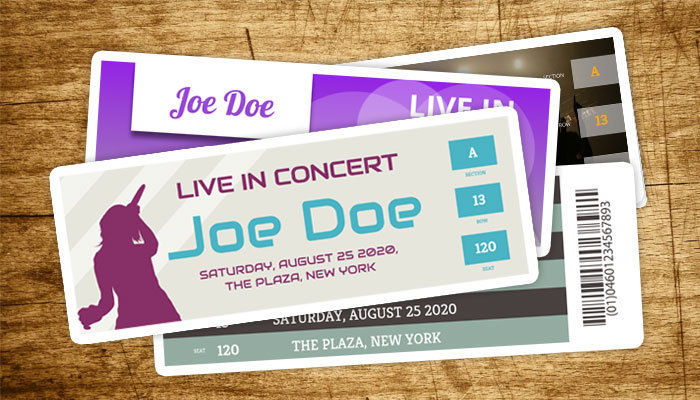 Joe Doe
LIVE IN
SECTION
A
ROW
13
LIVE IN CONCERT
Joe Doe
SATURDAY, AUGUST 25 2020,
THE PLAZA, NEW YORK
A
SECTION
13
ROW
120
SEAT
SATURDAY, AUGUST 25 2020
SEAT 120 THE PLAZA, NEW YORK
(01)04601234567893